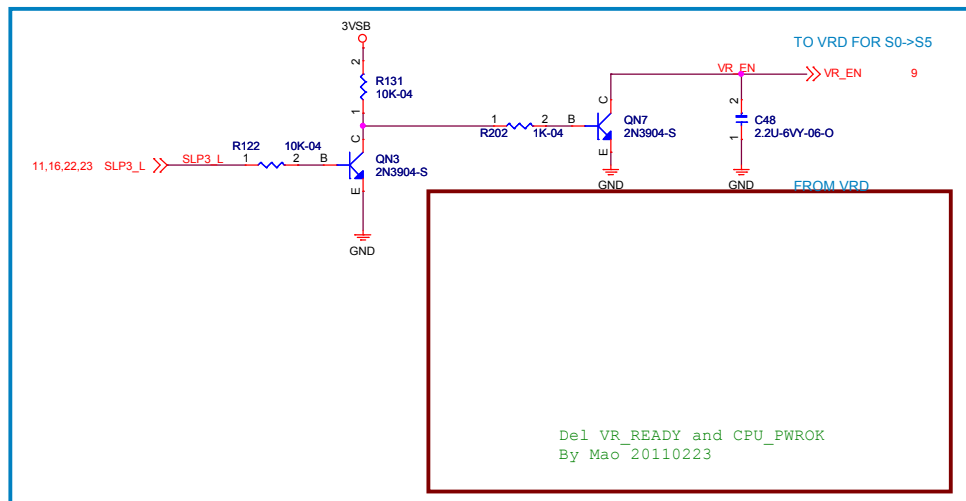 3VSB
TO VRD FOR S0->S5
2
R131
10K-04
1
VR_EN
VR_EN 9
C
1 2 B
R202 1K-04
QN7
2N3904-S
E
GND
2
C48
2.2U-6VY-06-O
1
GND
R122 10K-04
11,16,22,23 SLP3_L SLP3_L 1 2 B
C
QN3
2N3904-S
E
GND
FROM VRD
Del VR_READY and CPU_PWROK
By Mao 20110223